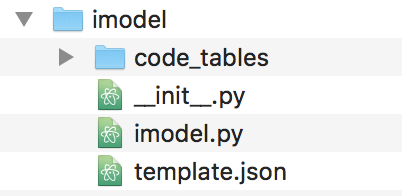 imodel
code_tables
__init__.py
imodel.py
template.json